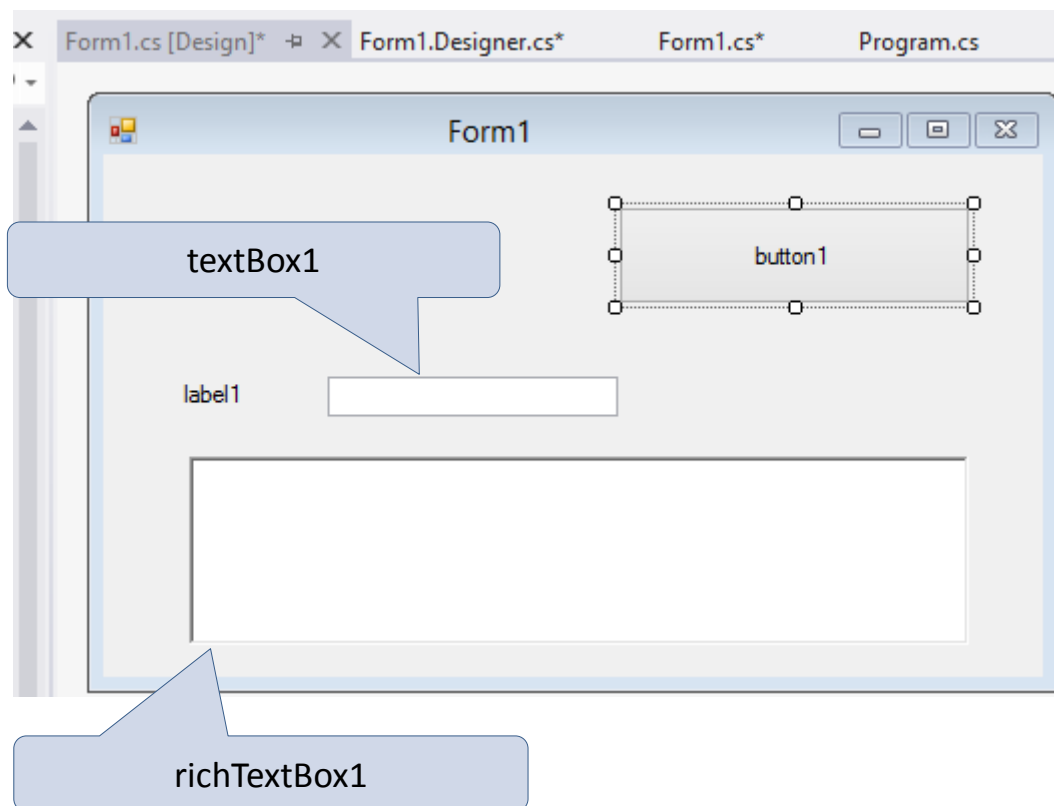 Form1.cs [Design]* Form1.Designer.cs* Form1.cs* Program.cs
Form1
textBox1
button1
label1
richTextBox1